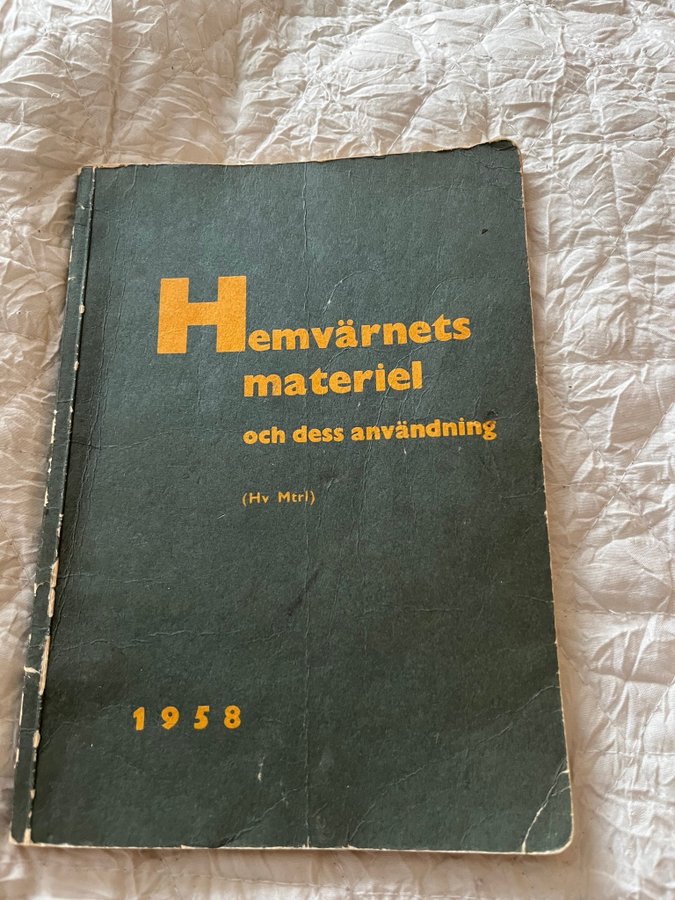 Hemvärnets
materiel
och dess användning
(Hv Mtrl)
1958